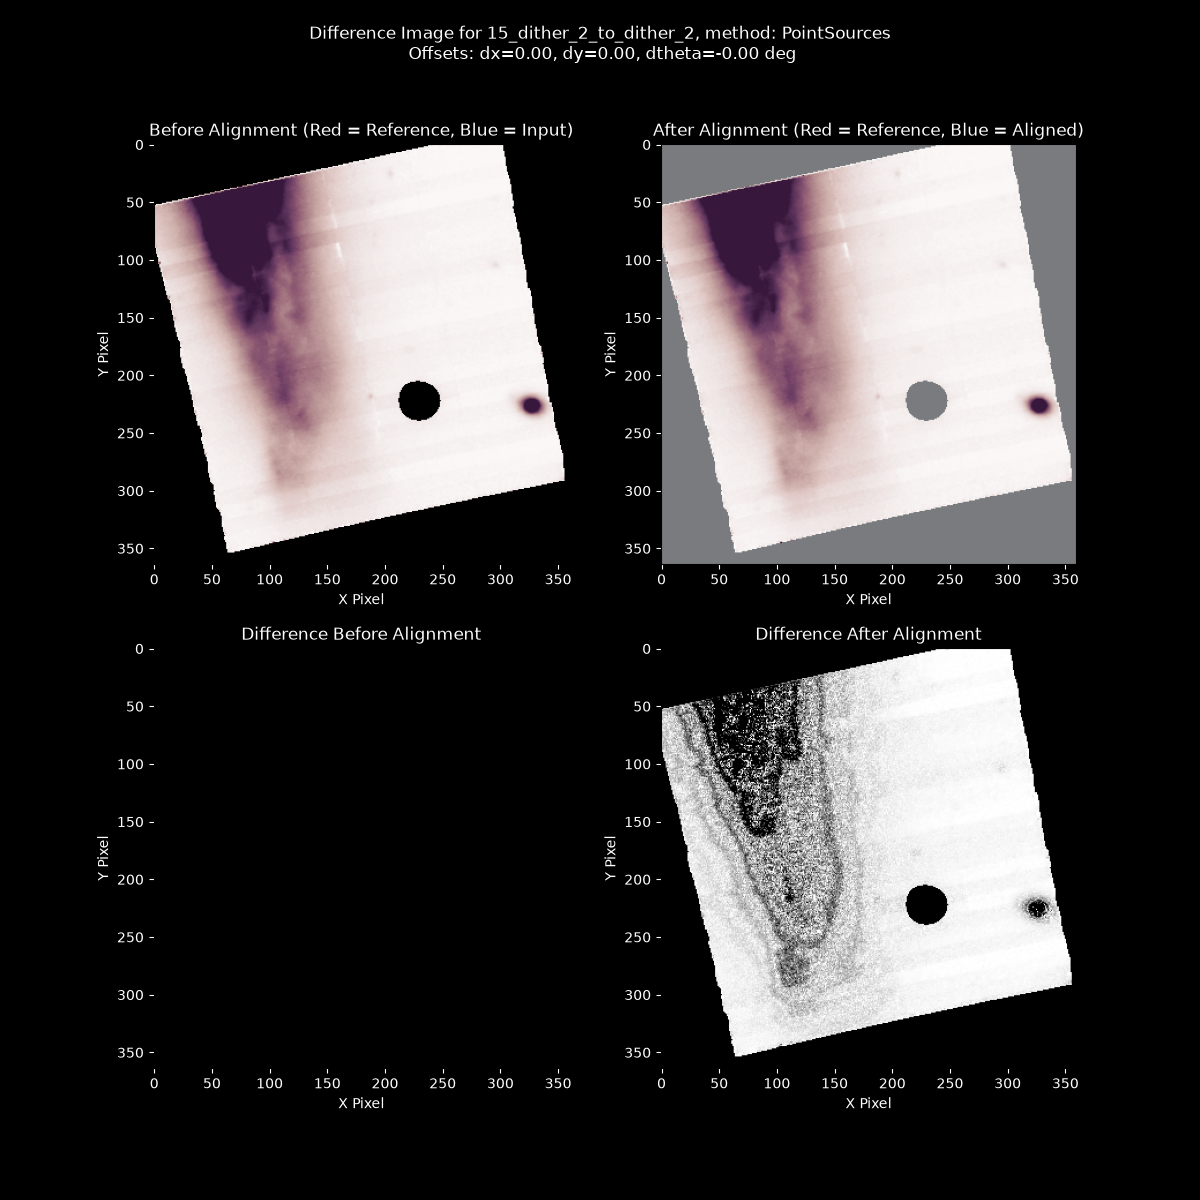 Difference Image for 15_dither_2_to_dither_2, method: PointSources
Offsets: dx=0.00, dy=0.00, dtheta=-0.00 deg
Before Alignment (Red = Reference, Blue = Input)
0
50
100
150
200
250
300
350
Y Pixel
0 50 100 150 200 250 300 350
X Pixel
After Alignment (Red = Reference, Blue = Aligned)
0
50
100
150
200
250
300
350
Y Pixel
0 50 100 150 200 250 300 350
X Pixel
Difference Before Alignment
0
50
100
150
200
250
300
350
Y Pixel
0 50 100 150 200 250 300 350
X Pixel
Difference After Alignment
0
50
100
150
200
250
300
350
Y Pixel
0 50 100 150 200 250 300 350
X Pixel